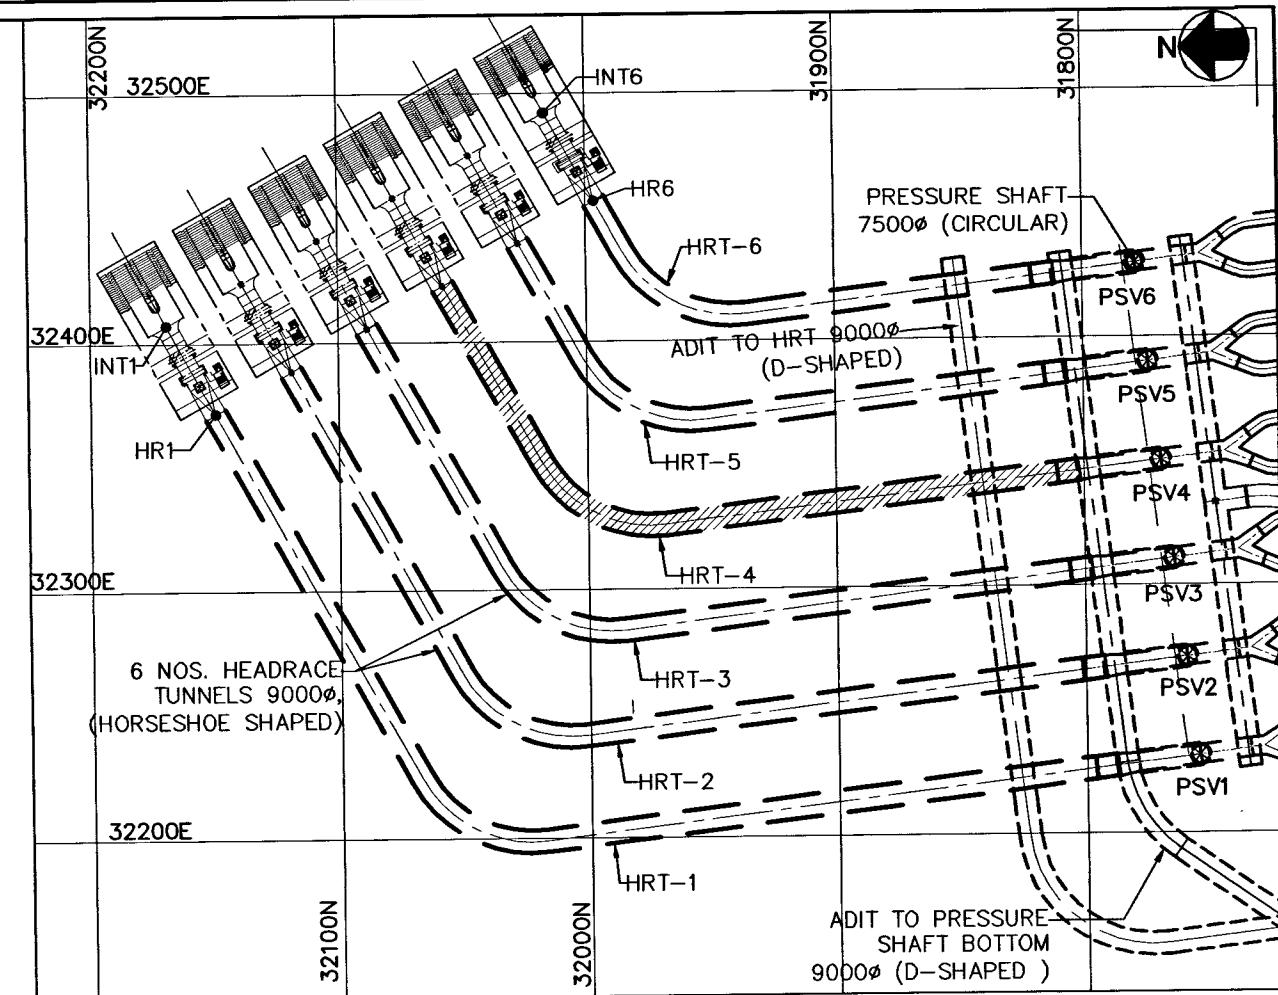 32200N
32500E
INT6
31900N
31800N
N
HR6
PRESSURE SHAFT
7500ø (CIRCULAR)
HRT-6
PSV6
32400E
INT1
ADIT TO HRT 9000ø
(D-SHAPED)
PSV5
HR1
HRT-5
PSV4
32300E
HRT-4
PSV3
6 NOS. HEADRACE
TUNNELS 9000ø,
(HORSESHOE SHAPED)
HRT-3
PSV2
HRT-2
PSV1
32200E
HRT-1
32100N
32000N
ADIT TO PRESSURE
SHAFT BOTTOM
9000ø (D-SHAPED )